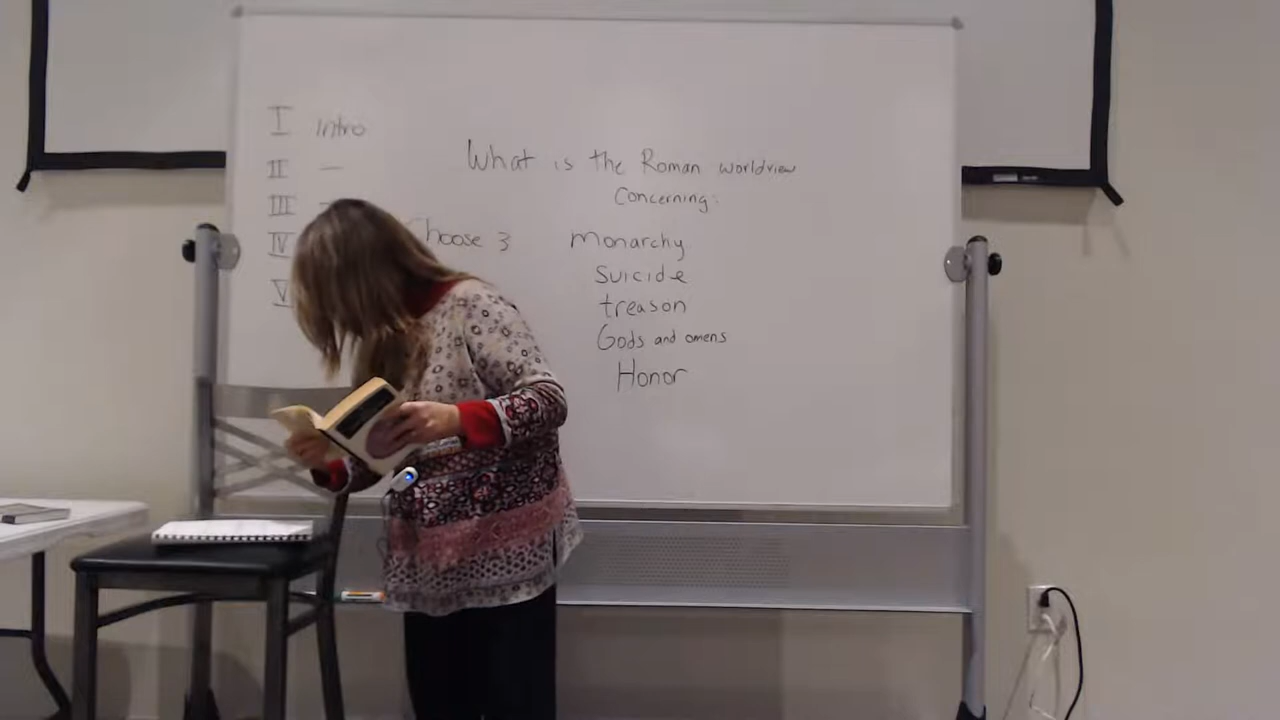 I Intro
II —
III
IV
V
What is the Roman worldview
Concerning:
Choose 3 monarchy
Suicide
treason
Gods and omens
Honor